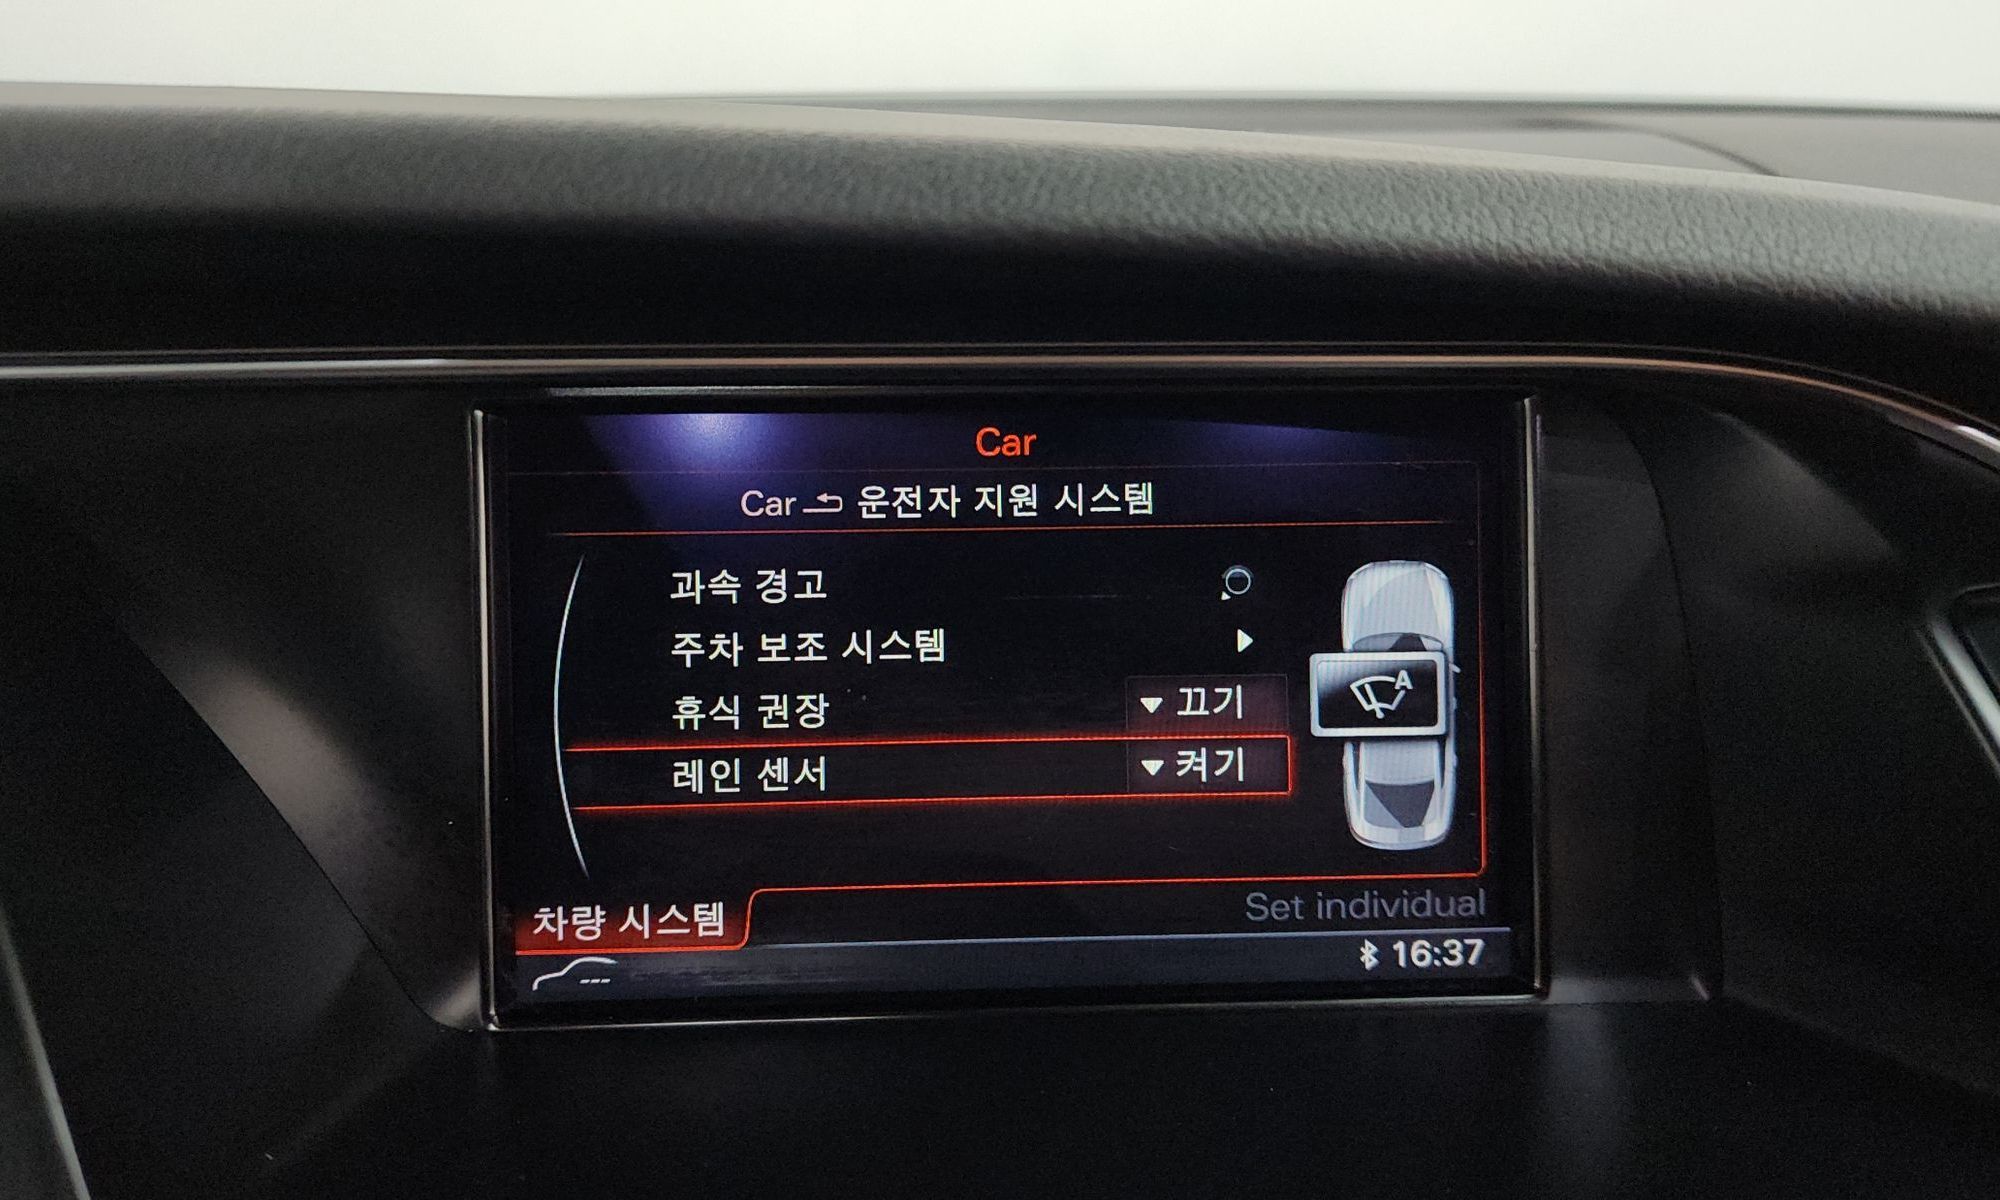 Car
Car 운전자 지원 시스템
과속 경고
주차 보조 시스템
휴식 권장 끄기
레인 센서 켜기
A
차량 시스템
Set individual
16:37